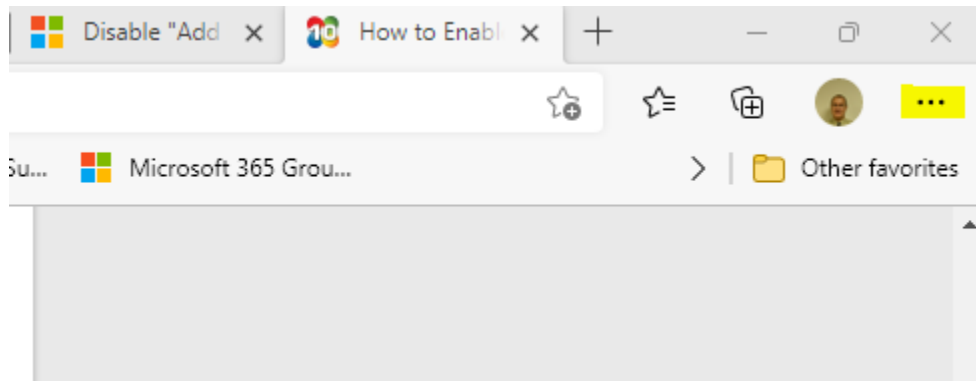 Disable "Add How to Enabl
Su... Microsoft 365 Grou... Other favorites